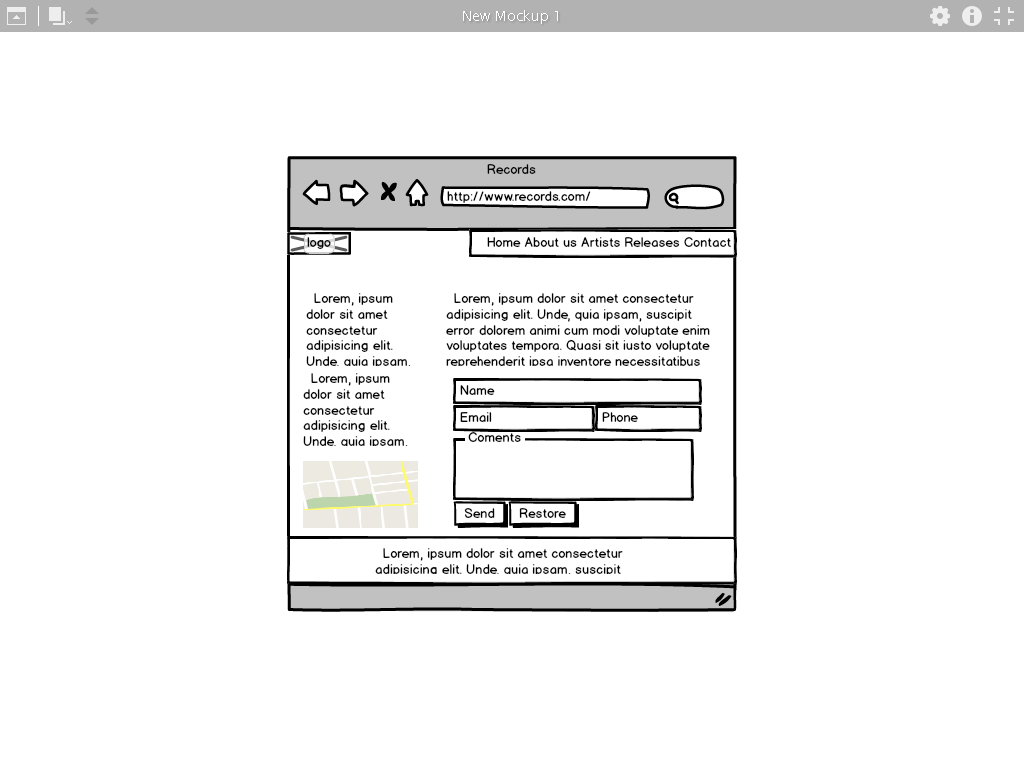 New Mockup 1
Records
http://www.records.com/
logo
Home About us Artists Releases Contact
Lorem, ipsum
dolor sit amet
consectetur
adipisicing elit.
Unde, quia ipsam,
Lorem, ipsum
dolor sit amet
consectetur
adipisicing elit.
Unde, quia ipsam,
Lorem, ipsum dolor sit amet consectetur
adipisicing elit. Unde, quia ipsam, suscipit
error dolorem animi cum modi voluptate enim
voluptates tempora. Quasi sit iusto voluptate
reprehenderit ipsa inventore necessitatibus
Name
Email
Phone
Coments
Send
Restore
Lorem, ipsum dolor sit amet consectetur
adipisicing elit. Unde, quia ipsam, suscipit